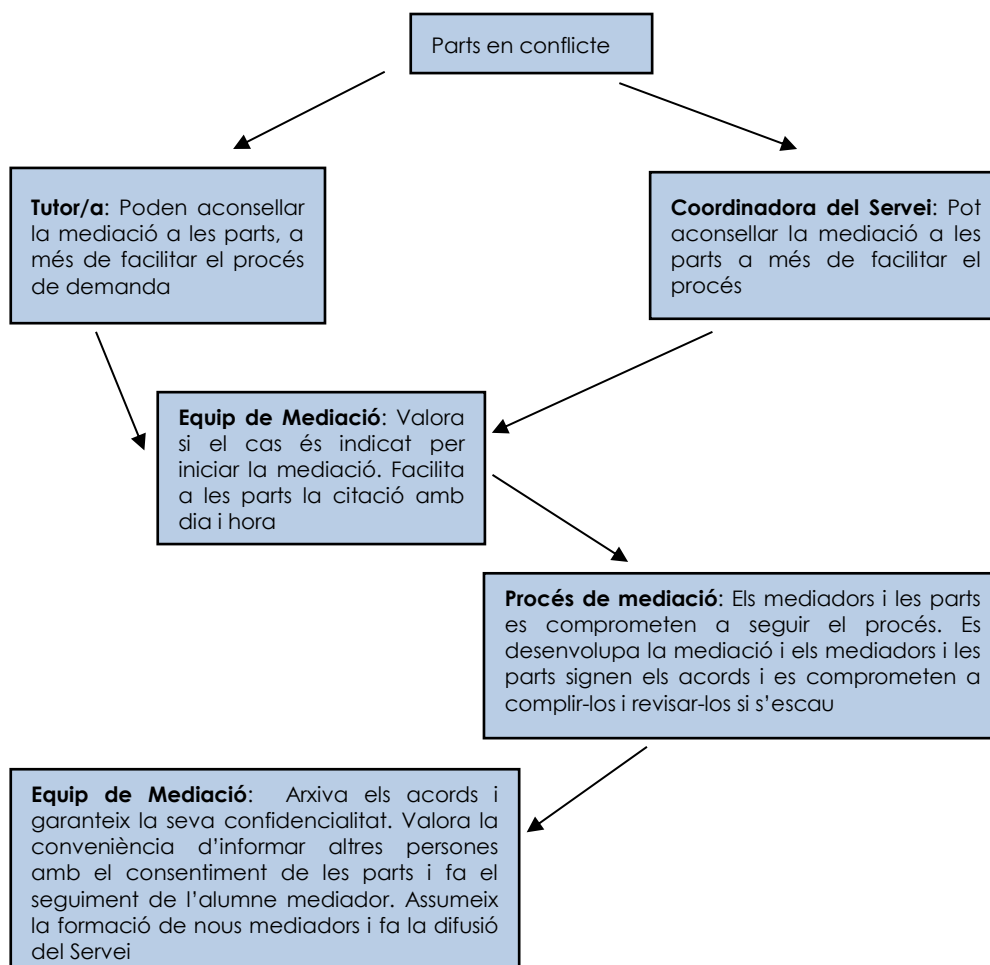 Parts en conflicte
Tutor/a: Poden aconsellar
la mediació a les parts, a
més de facilitar el procés
de demanda
Coordinadora del Servei: Pot
aconsellar la mediació a les
parts a més de facilitar el
procés
Equip de Mediació: Valora
si el cas és indicat per
iniciar la mediació. Facilita
a les parts la citació amb
dia i hora
Procés de mediació: Els mediadors i les parts
es comprometen a seguir el procés. Es
desenvolupa la mediació i els mediadors i les
parts signen els acords i es comprometen a
complir-los i revisar-los si s’escau
Equip de Mediació: Arxiva els acords i
garanteix la seva confidencialitat. Valora la
conveniència d’informar altres persones
amb el consentiment de les parts i fa el
seguiment de l’alumne mediador. Assumeix
la formació de nous mediadors i fa la difusió
del Servei